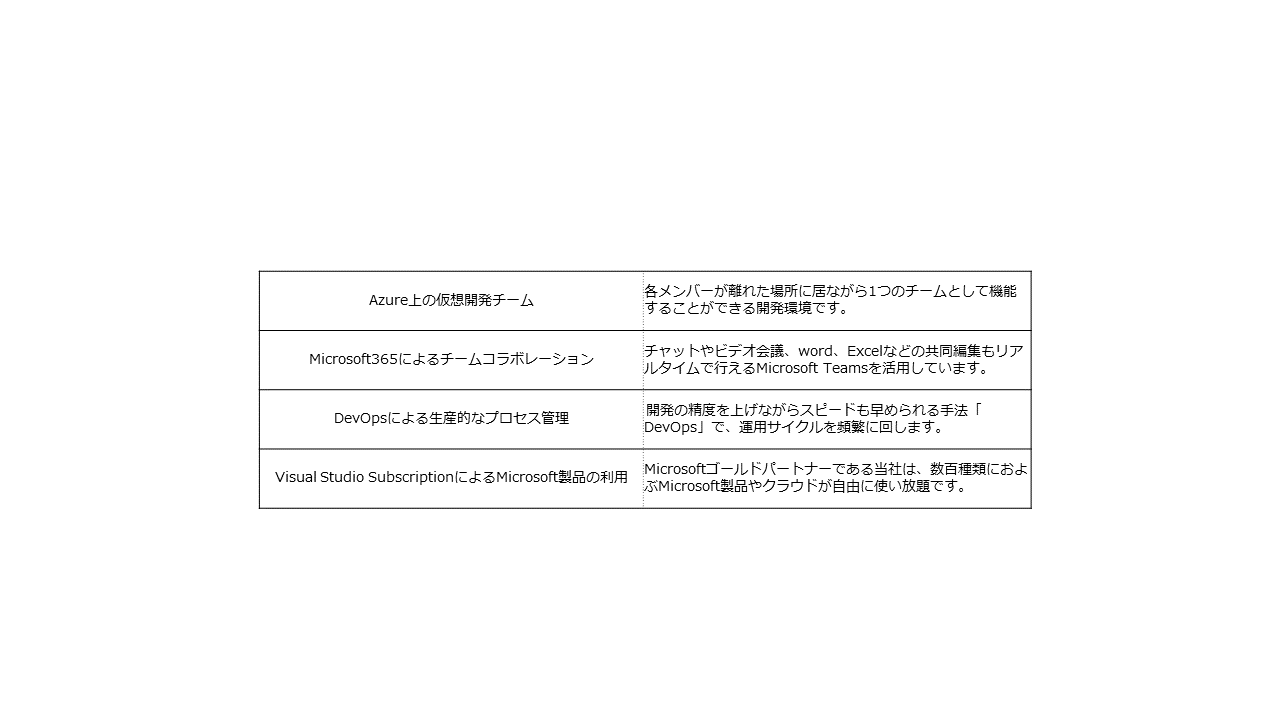 Azure上の仮想開発チーム
各メンバーが離れた場所に居ながら1つのチームとして機能
することができる開発環境です。
Microsoft365によるチームコラボレーション
チャットやビデオ会議、word、Excelなどの共同編集もリア
ルタイムで行えるMicrosoft Teamsを活用しています。
DevOpsによる生産的なプロセス管理
開発の精度を上げながらスピードも早められる手法「
DevOps」で、運用サイクルを頻繁に回します。
Visual Studio SubscriptionによるMicrosoft製品の利用
Microsoftゴールドパートナーである当社は、数百種類におよ
ぶMicrosoft製品やクラウドが自由に使い放題です。